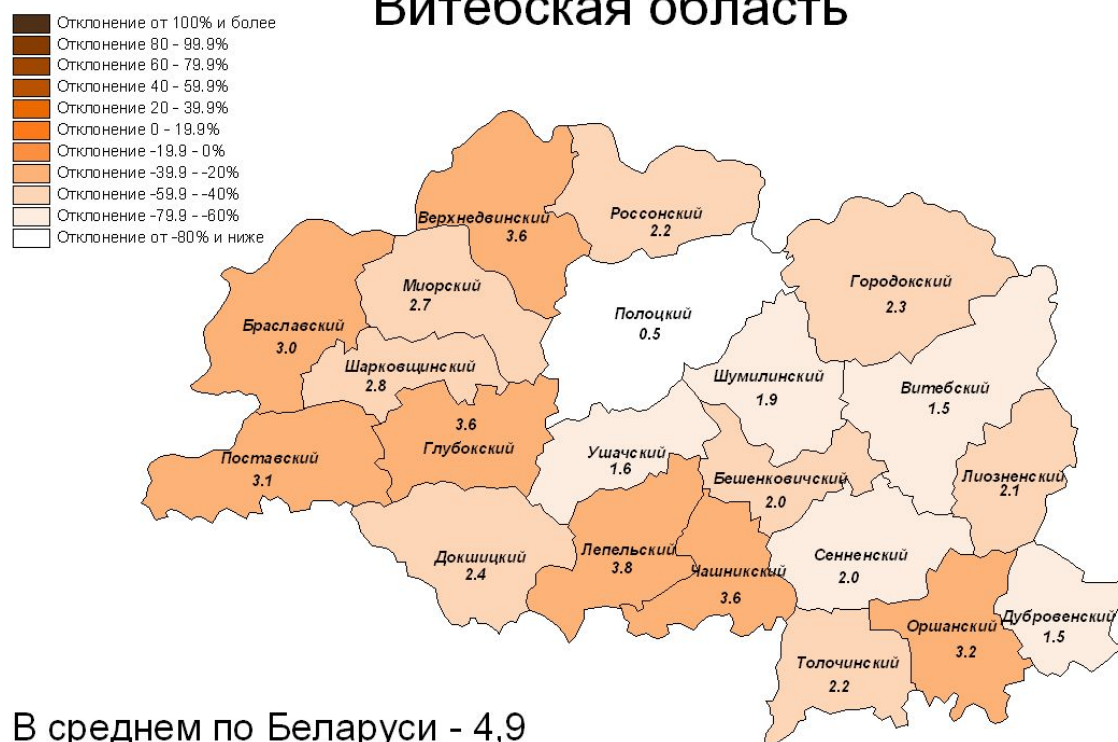 Витебская область
Отклонение от 100% и более
Отклонение 80 - 99.9%
Отклонение 60 - 79.9%
Отклонение 40 - 59.9%
Отклонение 20 - 39.9%
Отклонение 0 - 19.9%
Отклонение -19.9 - 0%
Отклонение -39.9 - -20%
Отклонение -59.9 - -40%
Отклонение -79.9 - -60%
Отклонение от -80% и ниже
Верхнедвинский
3.6
Россонский
2.2
Миорский
2.7
Городокский
2.3
Полоцкий
0.5
Браславский
3.0
Шарковщинский
2.8
Шумилинский
1.9
Витебский
1.5
3.6
Глубокский
Поставский
3.1
Ушачский
1.6
Бешенковичский
2.0
Лиозненский
2.1
Докшицкий
2.4
Лепельский
3.8
Чашникский
3.6
Сенненский
2.0
Оршанский
3.2
Дубровенский
1.5
Толочинский
2.2
В среднем по Беларуси - 4,9